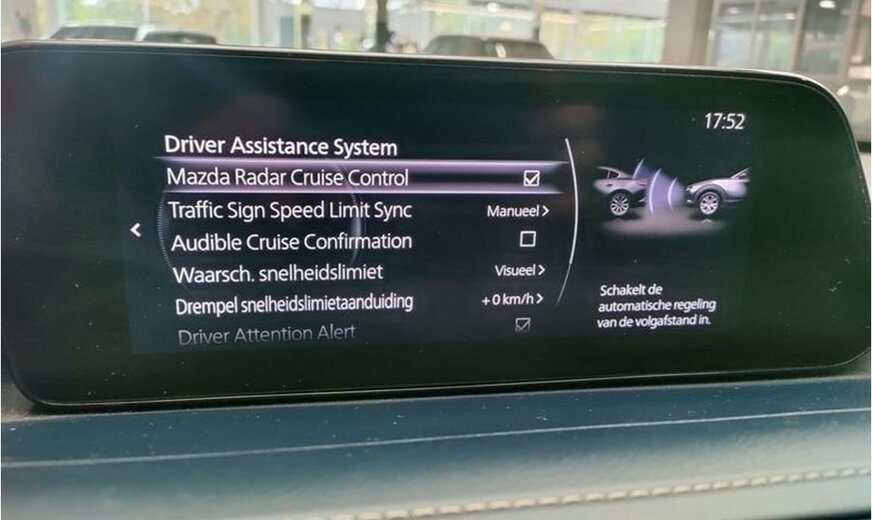 17:52
Driver Assistance System
Mazda Radar Cruise Control
Traffic Sign Speed Limit Sync Manueel
Audible Cruise Confirmation
Waarsch. snelheidslimiet Visueel
Drempel snelheidslimietaanduiding +0 km/h
Driver Attention Alert
Schakelt de
automatische regeling
van de volgafstand in.